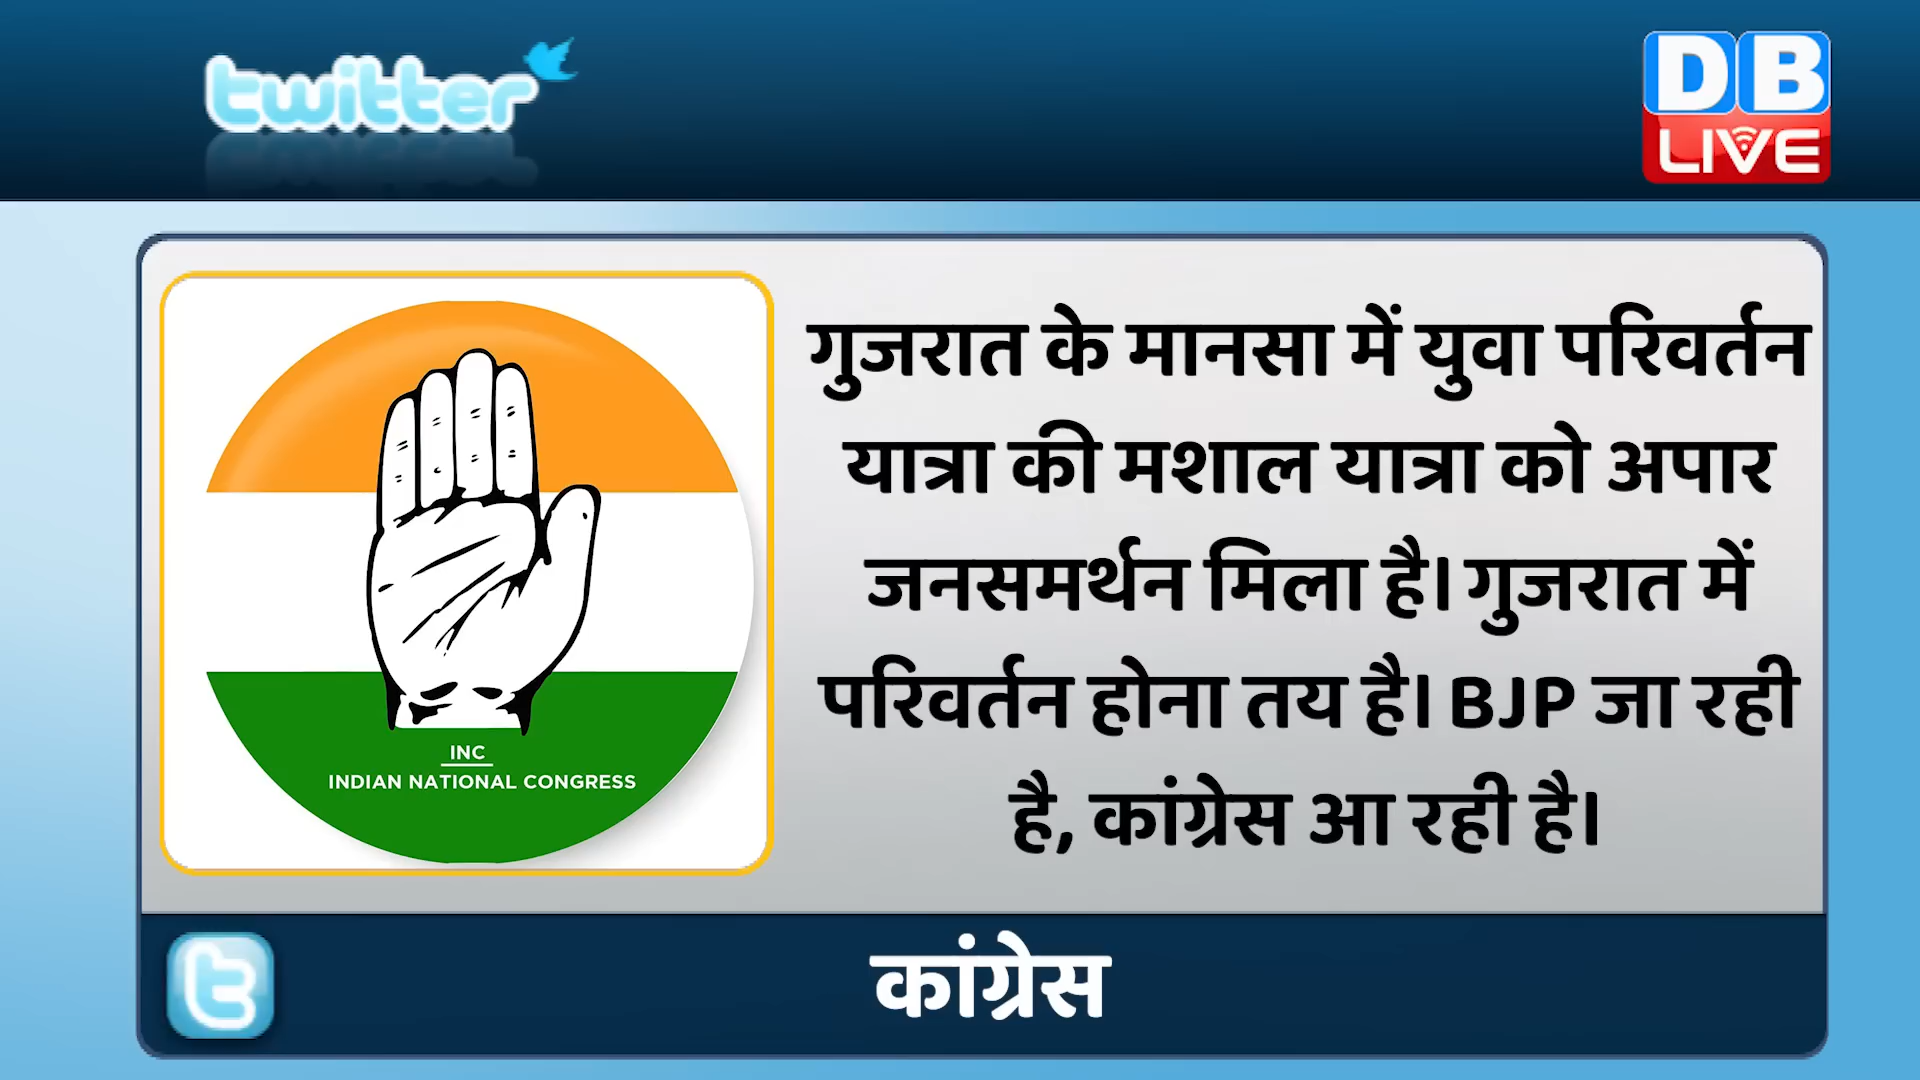 twitter
DB
LIVE
गुजरात के मानसा में युवा परिवर्तन
यात्रा की मशाल यात्रा को अपार
जनसमर्थन मिला है। गुजरात में
परिवर्तन होना तय है। BJP जा रही
है, कांग्रेस आ रही है।
INC
INDIAN NATIONAL CONGRESS
t
कांग्रेस